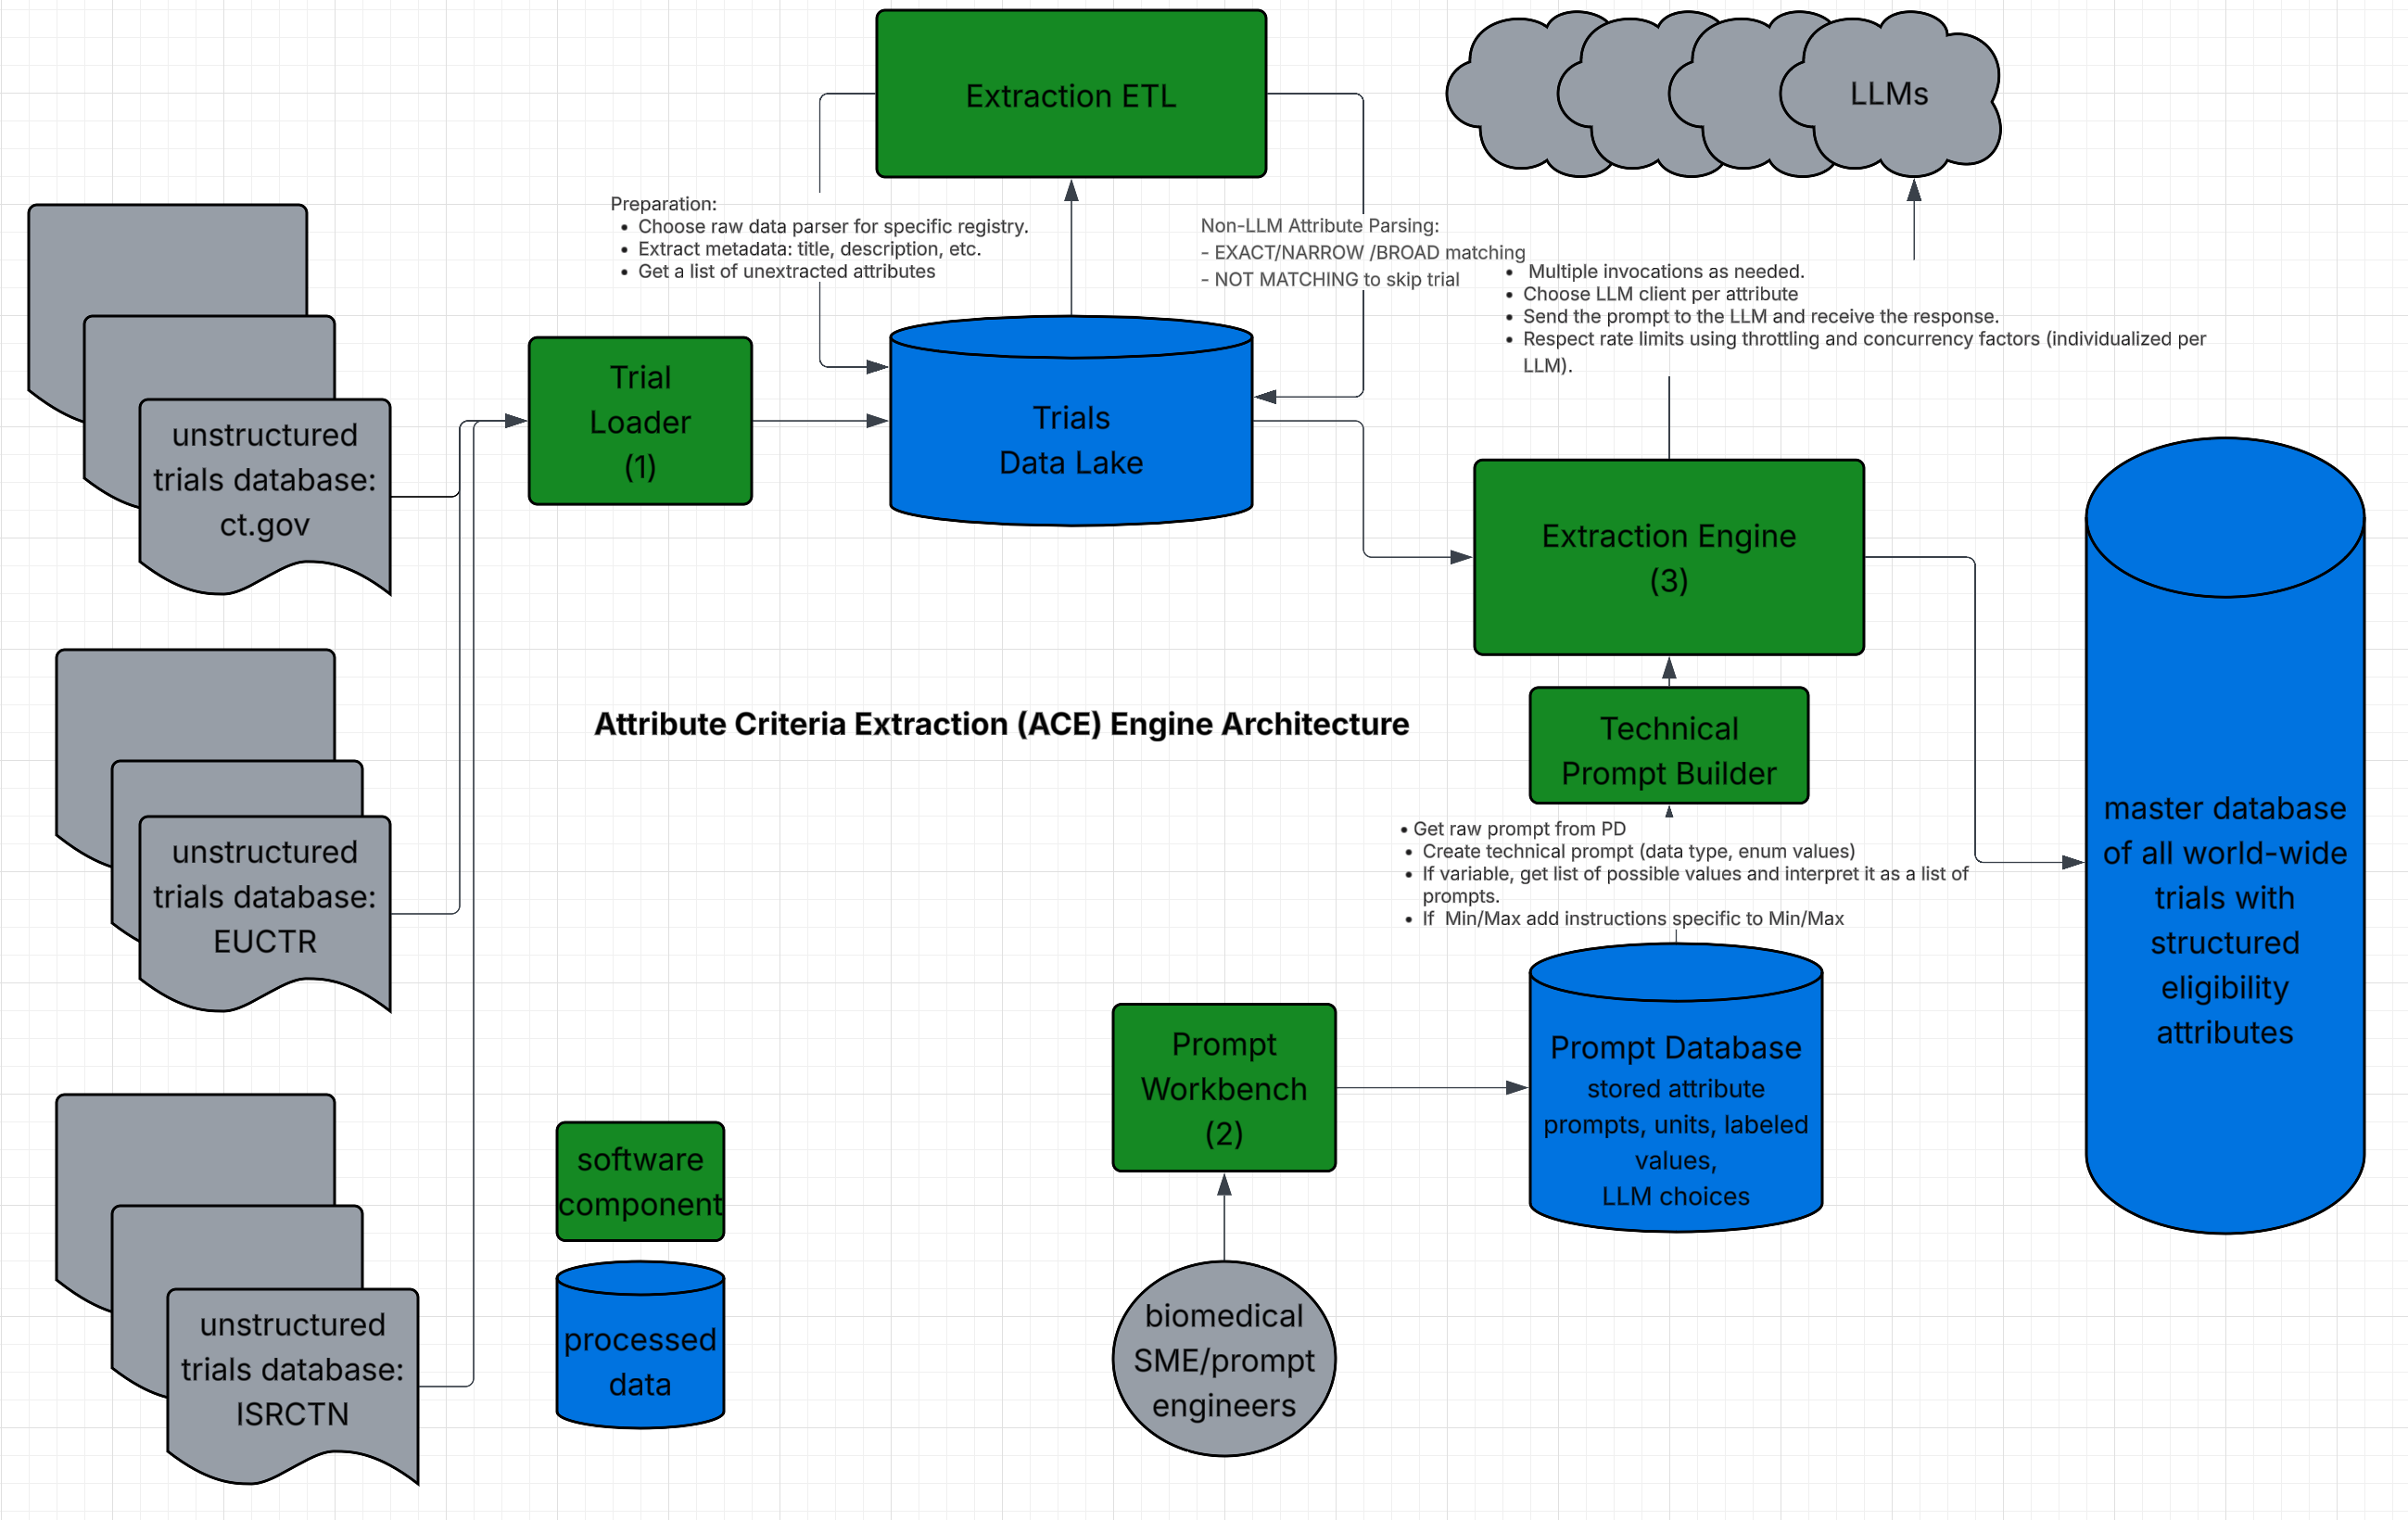 Extraction ETL
LLMs
Preparation:
• Choose raw data parser for specific registry.
• Extract metadata: title, description, etc.
• Get a list of unextracted attributes
Non-LLM Attribute Parsing:
- EXACT/NARROW /BROAD matching
- NOT MATCHING to skip trial
• Multiple invocations as needed.
• Choose LLM client per attribute
• Send the prompt to the LLM and receive the response.
• Respect rate limits using throttling and concurrency factors (individualized per
LLM).
unstructured
trials database:
ct.gov
Trial
Loader
(1)
Trials
Data Lake
Extraction Engine
(3)
Attribute Criteria Extraction (ACE) Engine Architecture
Technical
Prompt Builder
• Get raw prompt from PD
• Create technical prompt (data type, enum values)
• If variable, get list of possible values and interpret it as a list of
prompts.
• If Min/Max add instructions specific to Min/Max
master database
of all world-wide
trials with
structured
eligibility
attributes
unstructured
trials database:
EUCTR
Prompt
Workbench
(2)
Prompt Database
stored attribute
prompts, units, labeled
values,
LLM choices
software
component
processed
data
biomedical
SME/prompt
engineers
unstructured
trials database:
ISRCTN